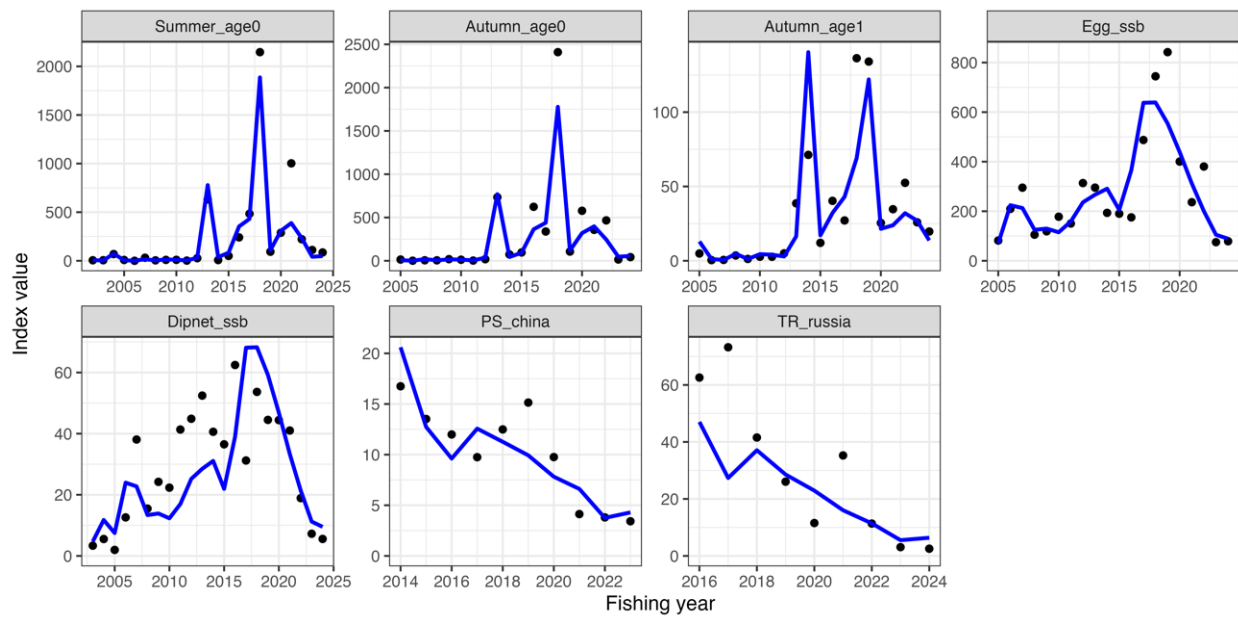 Summer_age0
Autumn_age0
Autumn_age1
Egg_ssb
2000
1500
1000
500
0
2005 2010 2015 2020 2025
2500
2000
1500
1000
500
0
2005 2010 2015 2020
100
50
0
2005 2010 2015 2020
800
600
400
200
0
2005 2010 2015 2020
Index value
Dipnet_ssb
PS_china
TR_russia
60
40
20
0
2005 2010 2015 2020 2025
20
15
10
5
0
2014 2016 2018 2020 2022
60
40
20
0
2016 2018 2020 2022 2024
Fishing year